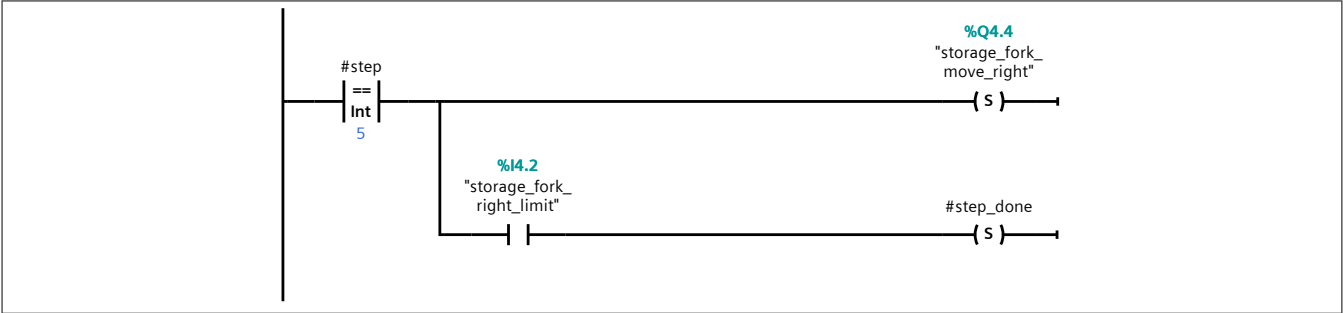 %Q4.4
"storage_fork_
move_right"
#step
==
Int
5
S
%I4.2
"storage_fork_
right_limit"
#step_done
S